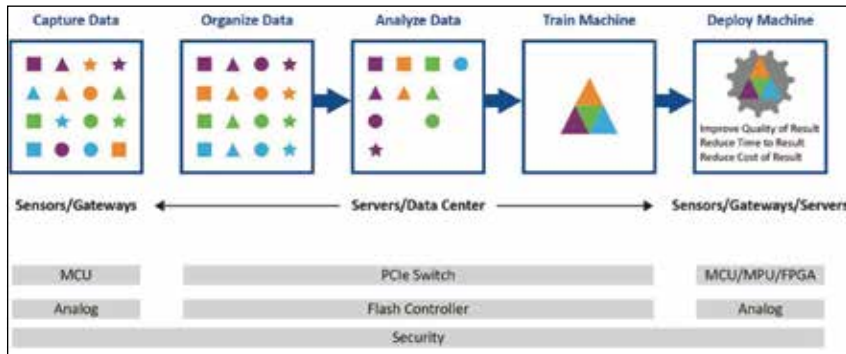 Capture Data
Organize Data
Analyze Data
Train Machine
Deploy Machine
Improve Quality of Result
Reduce Time to Result
Reduce Cost of Result
Sensors/Gateways
Servers/Data Center
Sensors/Gateways/Servers
MCU
PCIe Switch
MCU/MPU/FPGA
Analog
Flash Controller
Analog
Security